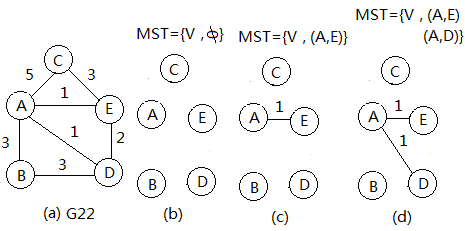 MST={V , ф}
MST={V , (A,E)}
MST={V , (A,E)
(A,D)}
C
5
3
A
1
E
3
1
2
B
3
D
(a) G22
C
A
E
B
D
(b)
C
A
1
E
B
D
(c)
C
A
1
E
1
B
D
(d)